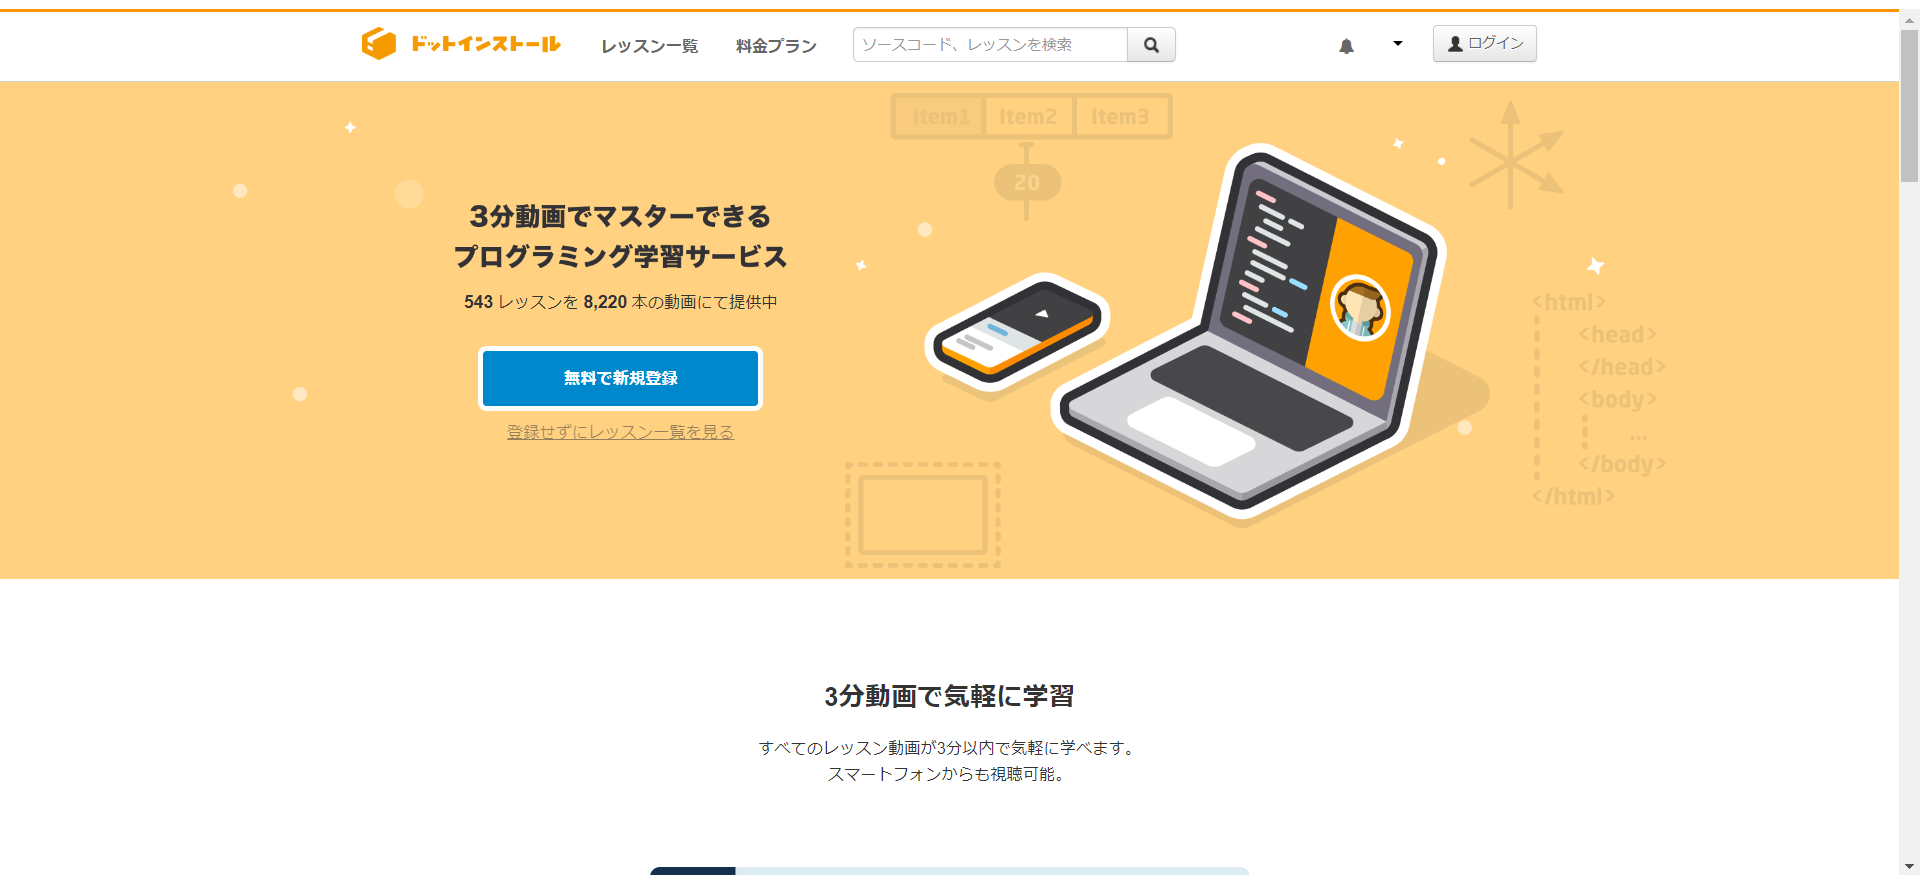 ドットインストール
レッスン一覧
料金プラン
ソースコード、レッスンを検索
ログイン
Item1 Item2 Item3
20
3分動画でマスターできる
プログラミング学習サービス
543 レッスンを 8,220 本の動画にて提供中
無料で新規登録
登録せずにレッスン一覧を見る
<html>
<head>
</head>
<body>
...
</body>
</html>
3分動画で気軽に学習
すべてのレッスン動画が3分以内で気軽に学べます。
スマートフォンからも視聴可能。